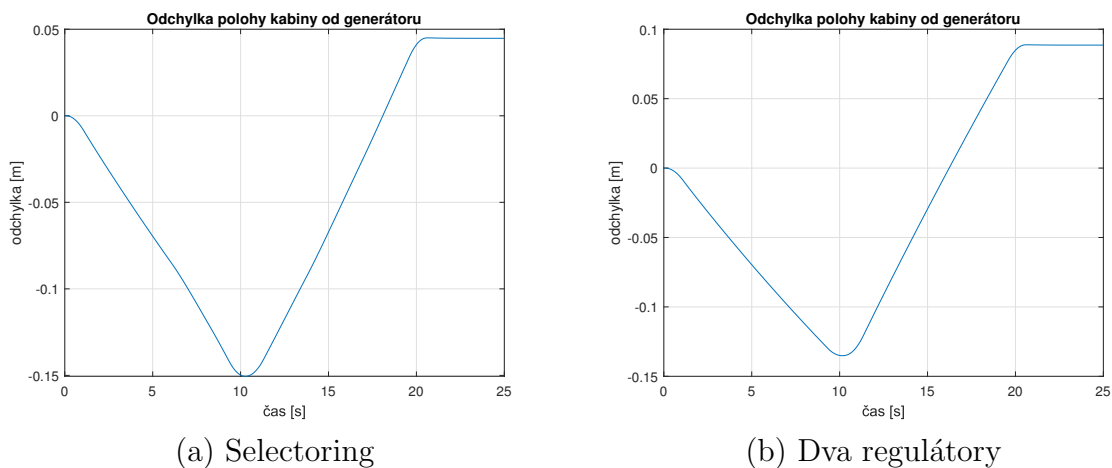 Odchylka polohy kabiny od generátoru
0.05
0
-0.05
-0.1
-0.15
odchylka [m]
0 5 10 15 20 25
čas [s]
(a) Selectoring
Odchylka polohy kabiny od generátoru
0.1
0.05
0
-0.05
-0.1
-0.15
odchylka [m]
0 5 10 15 20 25
čas [s]
(b) Dva regulátory